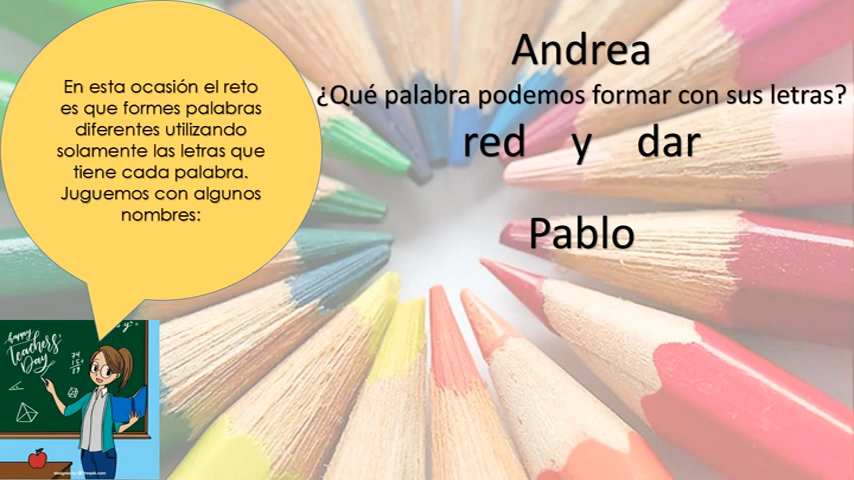 En esta ocasión el reto
es que formes palabras
diferentes utilizando
solamente las letras que
tiene cada palabra.
Juguemos con algunos
nombres:
Andrea
¿Qué palabra podemos formar con sus letras?
red y dar
Pablo
happy
Teachers'
Day